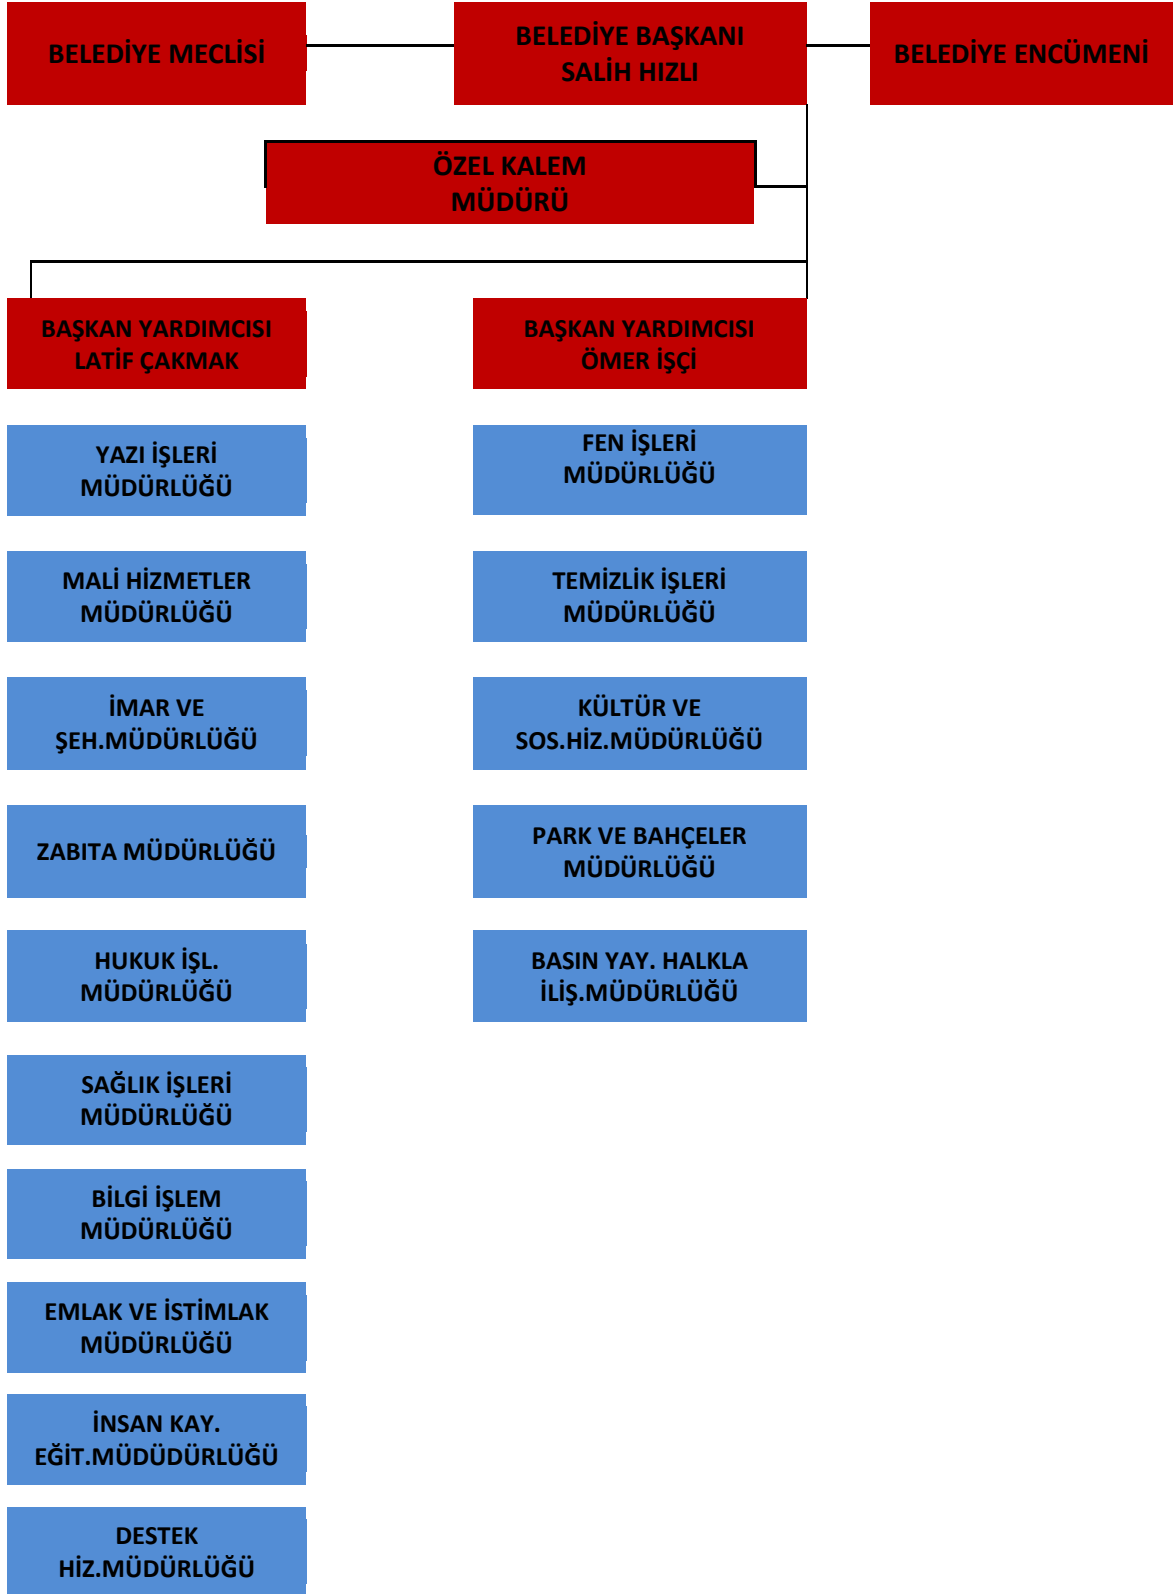 BELEDİYE MECLİSİ
BELEDİYE BAŞKANI
SALİH HIZLI
BELEDİYE ENCÜMENİ
ÖZEL KALEM
MÜDÜRÜ
BAŞKAN YARDIMCISI
LATİF ÇAKMAK
BAŞKAN YARDIMCISI
ÖMER İŞÇİ
YAZI İŞLERİ
MÜDÜRLÜĞÜ
FEN İŞLERİ
MÜDÜRLÜĞÜ
MALİ HİZMETLER
MÜDÜRLÜĞÜ
TEMİZLİK İŞLERİ
MÜDÜRLÜĞÜ
İMAR VE
ŞEH.MÜDÜRLÜĞÜ
KÜLTÜR VE
SOS.HİZ.MÜDÜRLÜĞÜ
ZABITA MÜDÜRLÜĞÜ
PARK VE BAHÇELER
MÜDÜRLÜĞÜ
HUKUK İŞL.
MÜDÜRLÜĞÜ
BASIN YAY. HALKLA
İLİŞ.MÜDÜRLÜĞÜ
SAĞLIK İŞLERİ
MÜDÜRLÜĞÜ
BİLGİ İŞLEM
MÜDÜRLÜĞÜ
EMLAK VE İSTİMLAK
MÜDÜRLÜĞÜ
İNSAN KAY.
EĞİT.MÜDÜDÜRLÜĞÜ
DESTEK
HİZ.MÜDÜRLÜĞÜ